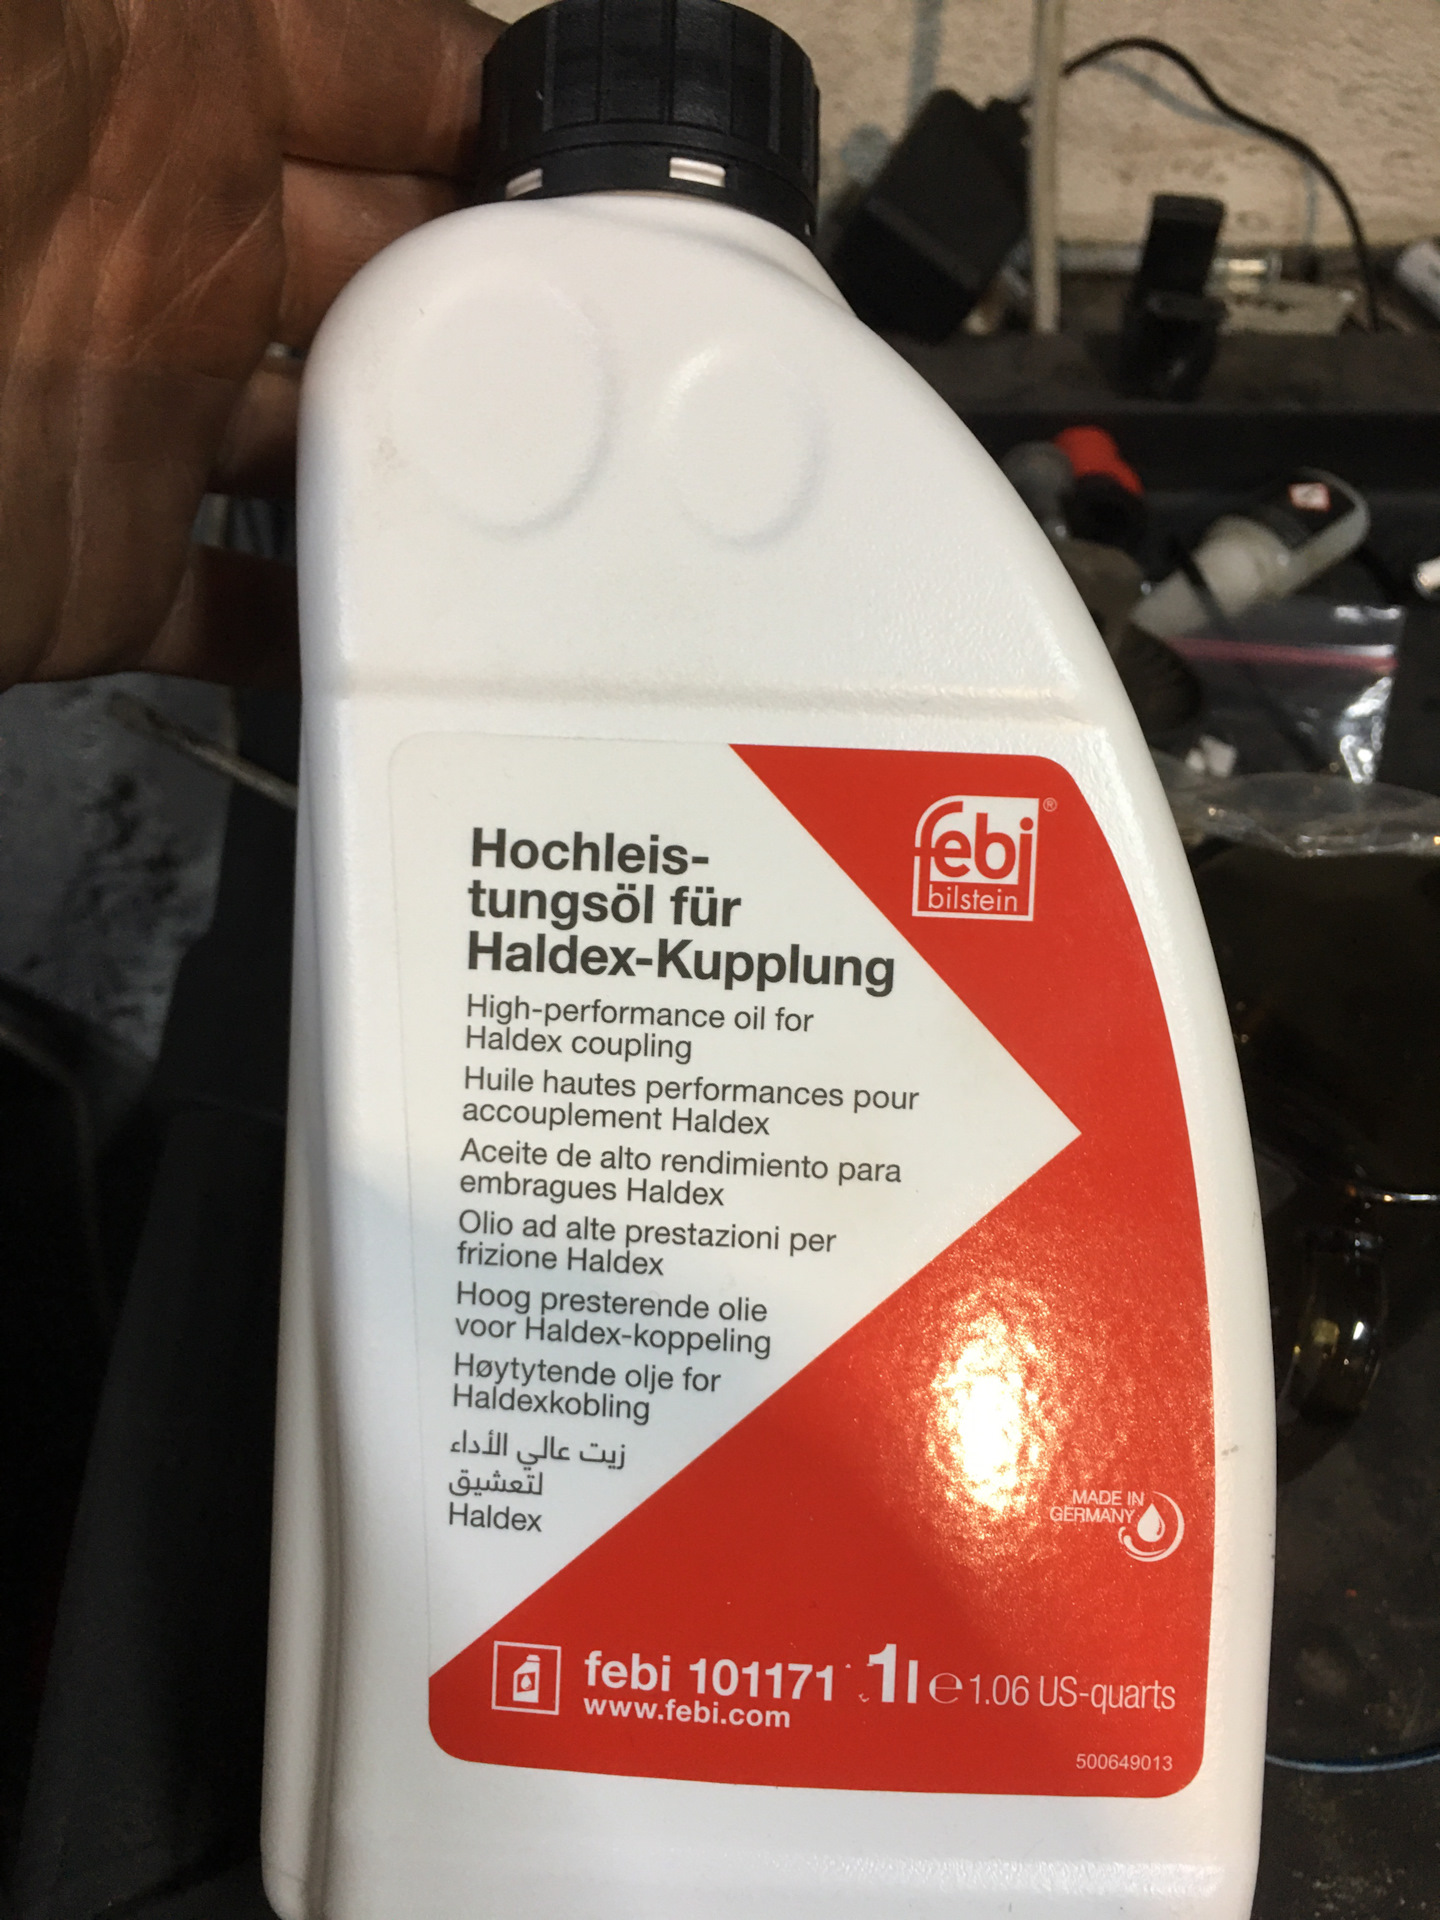 febi®
bilstein
Hochleis-
tungsöl für
Haldex-Kupplung
High-performance oil for
Haldex coupling
Huile hautes performances pour
accouplement Haldex
Aceite de alto rendimiento para
embragues Haldex
Olio ad alte prestazioni per
frizione Haldex
Hoog presterende olie
voor Haldex-koppeling
Høytytende olje for
Haldexkobling
زيت عالي الأداء
لتعشيق
Haldex
MADE IN
GERMANY
febi 101171 1l ℮ 1.06 US-quarts
www.febi.com
500649013